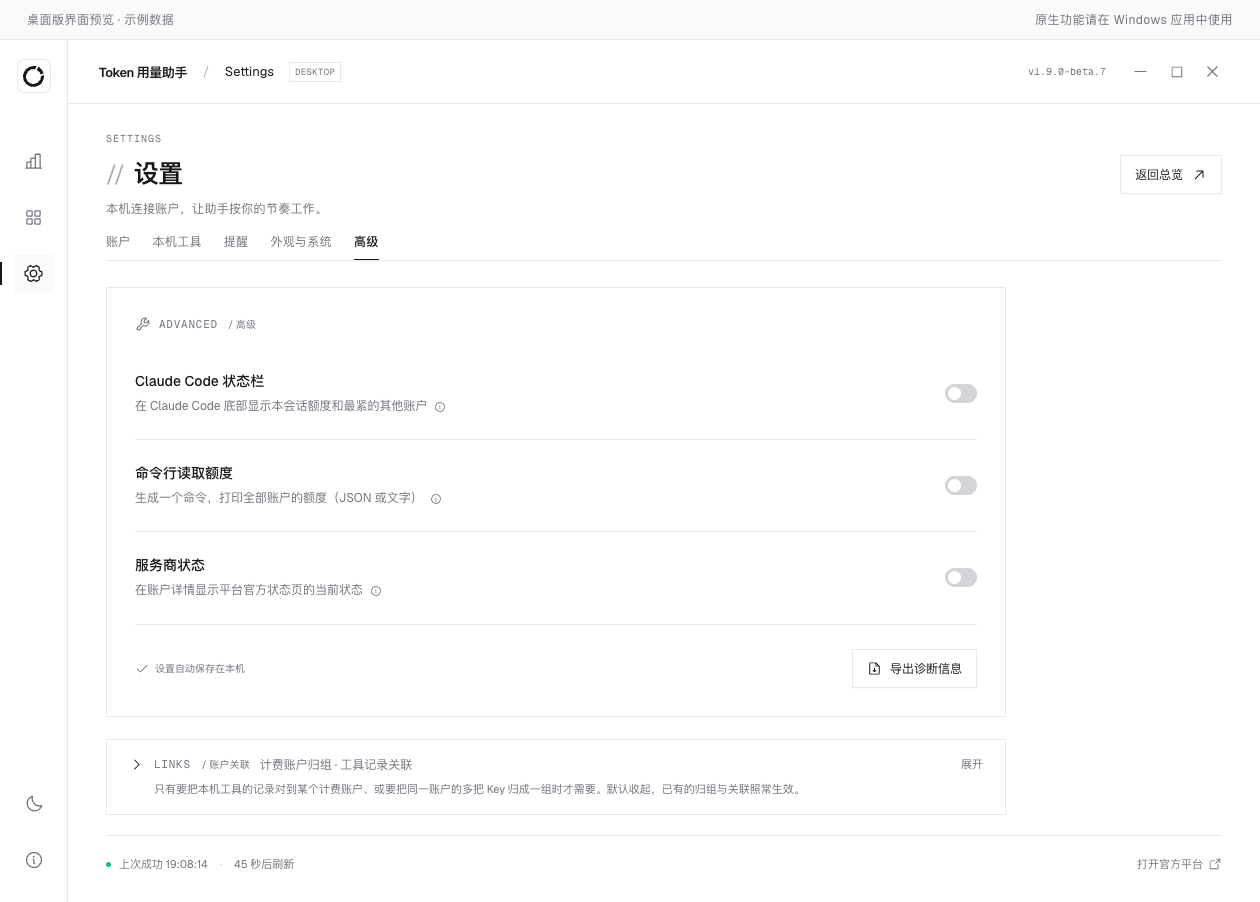 桌面版界面预览 · 示例数据
原生功能请在 Windows 应用中使用
Token 用量助手 / Settings DESKTOP
v1.9.0-beta.7
SETTINGS
// 设置
返回总览
本机连接账户，让助手按你的节奏工作。
账户 本机工具 提醒 外观与系统 高级
ADVANCED / 高级
Claude Code 状态栏
在 Claude Code 底部显示本会话额度和最紧的其他账户
命令行读取额度
生成一个命令，打印全部账户的额度（JSON 或文字）
服务商状态
在账户详情显示平台官方状态页的当前状态
设置自动保存在本机
导出诊断信息
LINKS / 账户关联 计费账户归组 · 工具记录关联
展开
只有要把本机工具的记录对到某个计费账户、或要把同一账户的多把 Key 归成一组时才需要。默认收起，已有的归组与关联照常生效。
上次成功 19:08:14 · 45 秒后刷新
打开官方平台